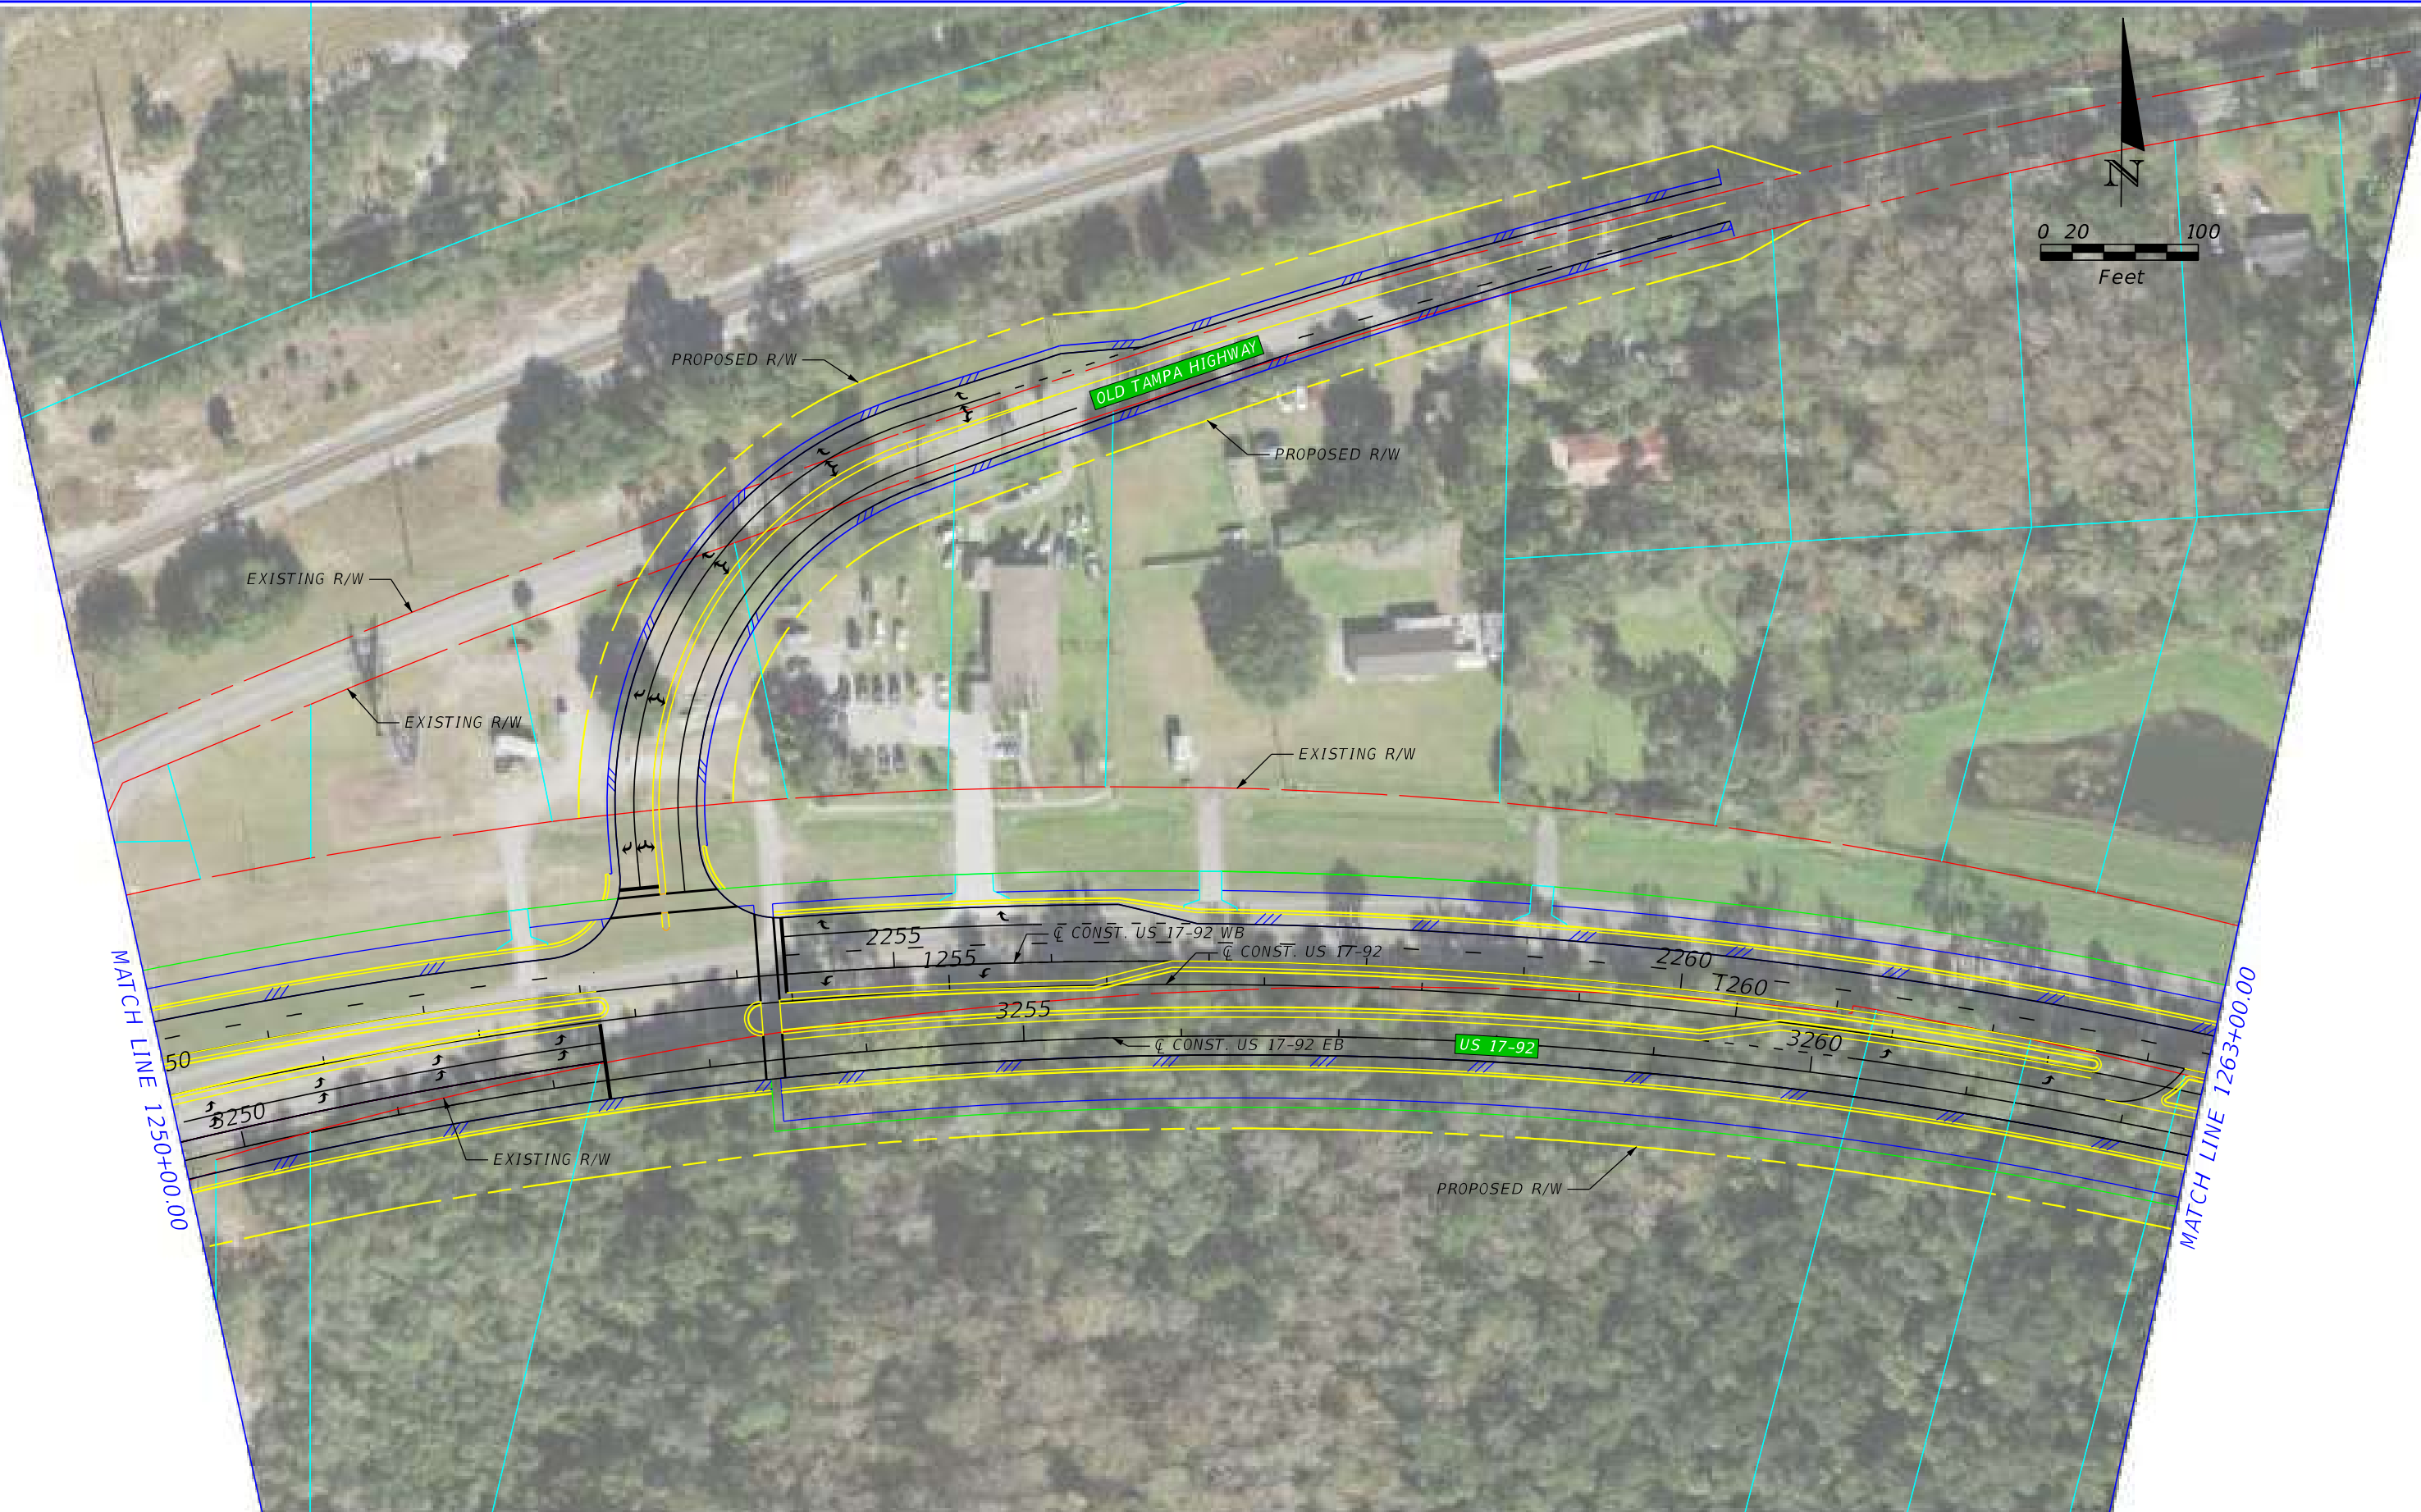 N
0 20 100
Feet
OLD TAMPA HIGHWAY
PROPOSED R/W
PROPOSED R/W
EXISTING R/W
EXISTING R/W
EXISTING R/W
2255
℄ CONST. US 17-92 WB
1255
℄ CONST. US 17-92
2260
1260
3255
℄ CONST. US 17-92 EB
US 17-92
3260
50
3250
EXISTING R/W
PROPOSED R/W
MATCH LINE 1250+00.00
MATCH LINE 1263+00.00